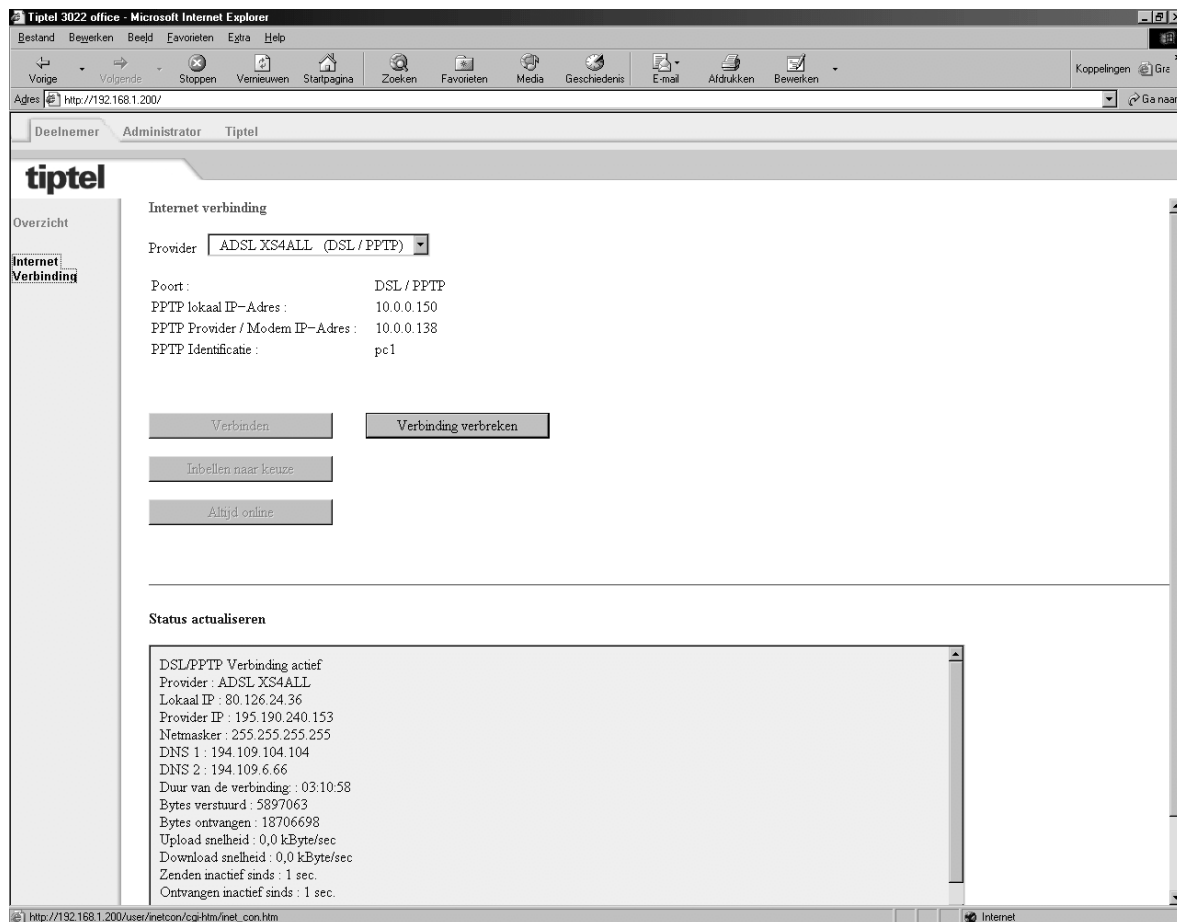 Tiptel 3022 office - Microsoft Internet Explorer
Bestand Bewerken Beeld Favorieten Extra Help
Vorige Volgende Stoppen Vernieuwen Startpagina Zoeken Favorieten Media Geschiedenis E-mail Afdrukken Bewerken Koppelingen
Adres http://192.168.1.200/ Ga naar
Deelnemer Administrator Tiptel
tiptel
Overzicht
Internet
Verbinding
Internet verbinding
Provider ADSL XS4ALL (DSL / PPTP)
Poort : DSL / PPTP
PPTP lokaal IP-Adres : 10.0.0.150
PPTP Provider / Modem IP-Adres : 10.0.0.138
PPTP Identificatie : pc1
Verbinden Verbinding verbreken
Inbellen naar keuze
Altijd online
Status actualiseren
DSL/PPTP Verbinding actief
Provider : ADSL XS4ALL
Lokaal IP : 80.126.24.36
Provider IP : 195.190.240.153
Netmasker : 255.255.255.255
DNS 1 : 194.109.104.104
DNS 2 : 194.109.6.66
Duur van de verbinding: : 03:10:58
Bytes verstuurd : 5897063
Bytes ontvangen : 18706698
Upload snelheid : 0,0 kByte/sec
Download snelheid : 0,0 kByte/sec
Zenden inactief sinds : 1 sec.
Ontvangen inactief sinds : 1 sec.
http://192.168.1.200/user/inetcon/cgi-htm/inet_con.htm Internet